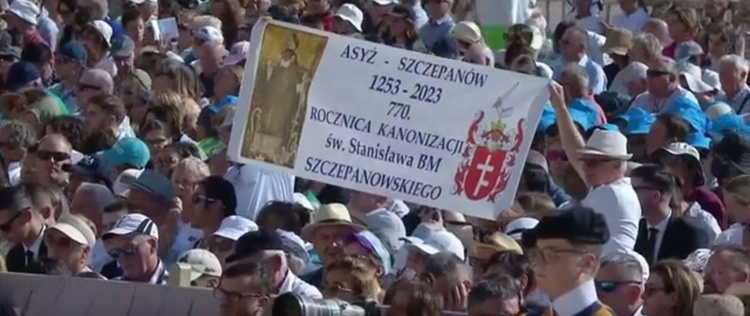 ASYŻ - SZCZEPANÓW
1253 - 2023
770.
ROCZNICA KANONIZACJI
św. Stanisława BM
SZCZEPANOWSKIEGO